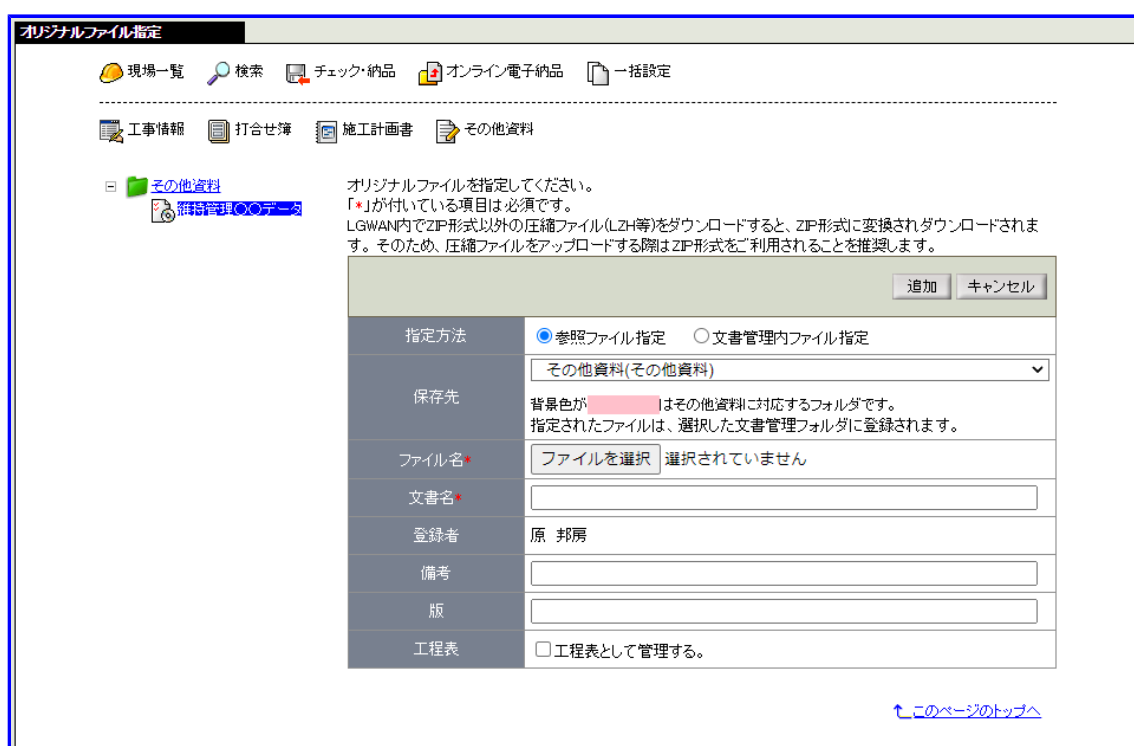 オリジナルファイル指定
現場一覧 検索 チェック・納品 オンライン電子納品 一括設定
工事情報 打合せ簿 施工計画書 その他資料
その他資料
維持管理〇〇データ
オリジナルファイルを指定してください。
「*」が付いている項目は必須です。
LGWAN内でZIP形式以外の圧縮ファイル(LZH等)をダウンロードすると、ZIP形式に変換されダウンロードされま
す。そのため、圧縮ファイルをアップロードする際はZIP形式をご利用されることを推奨します。
追加 キャンセル
指定方法 参照ファイル指定 文書管理内ファイル指定
保存先 その他資料(その他資料)
背景色が はその他資料に対応するフォルダです。
指定されたファイルは、選択した文書管理フォルダに登録されます。
ファイル名* ファイルを選択 選択されていません
文書名*
登録者 原 邦房
備考
版
工程表 工程表として管理する。
このページのトップへ